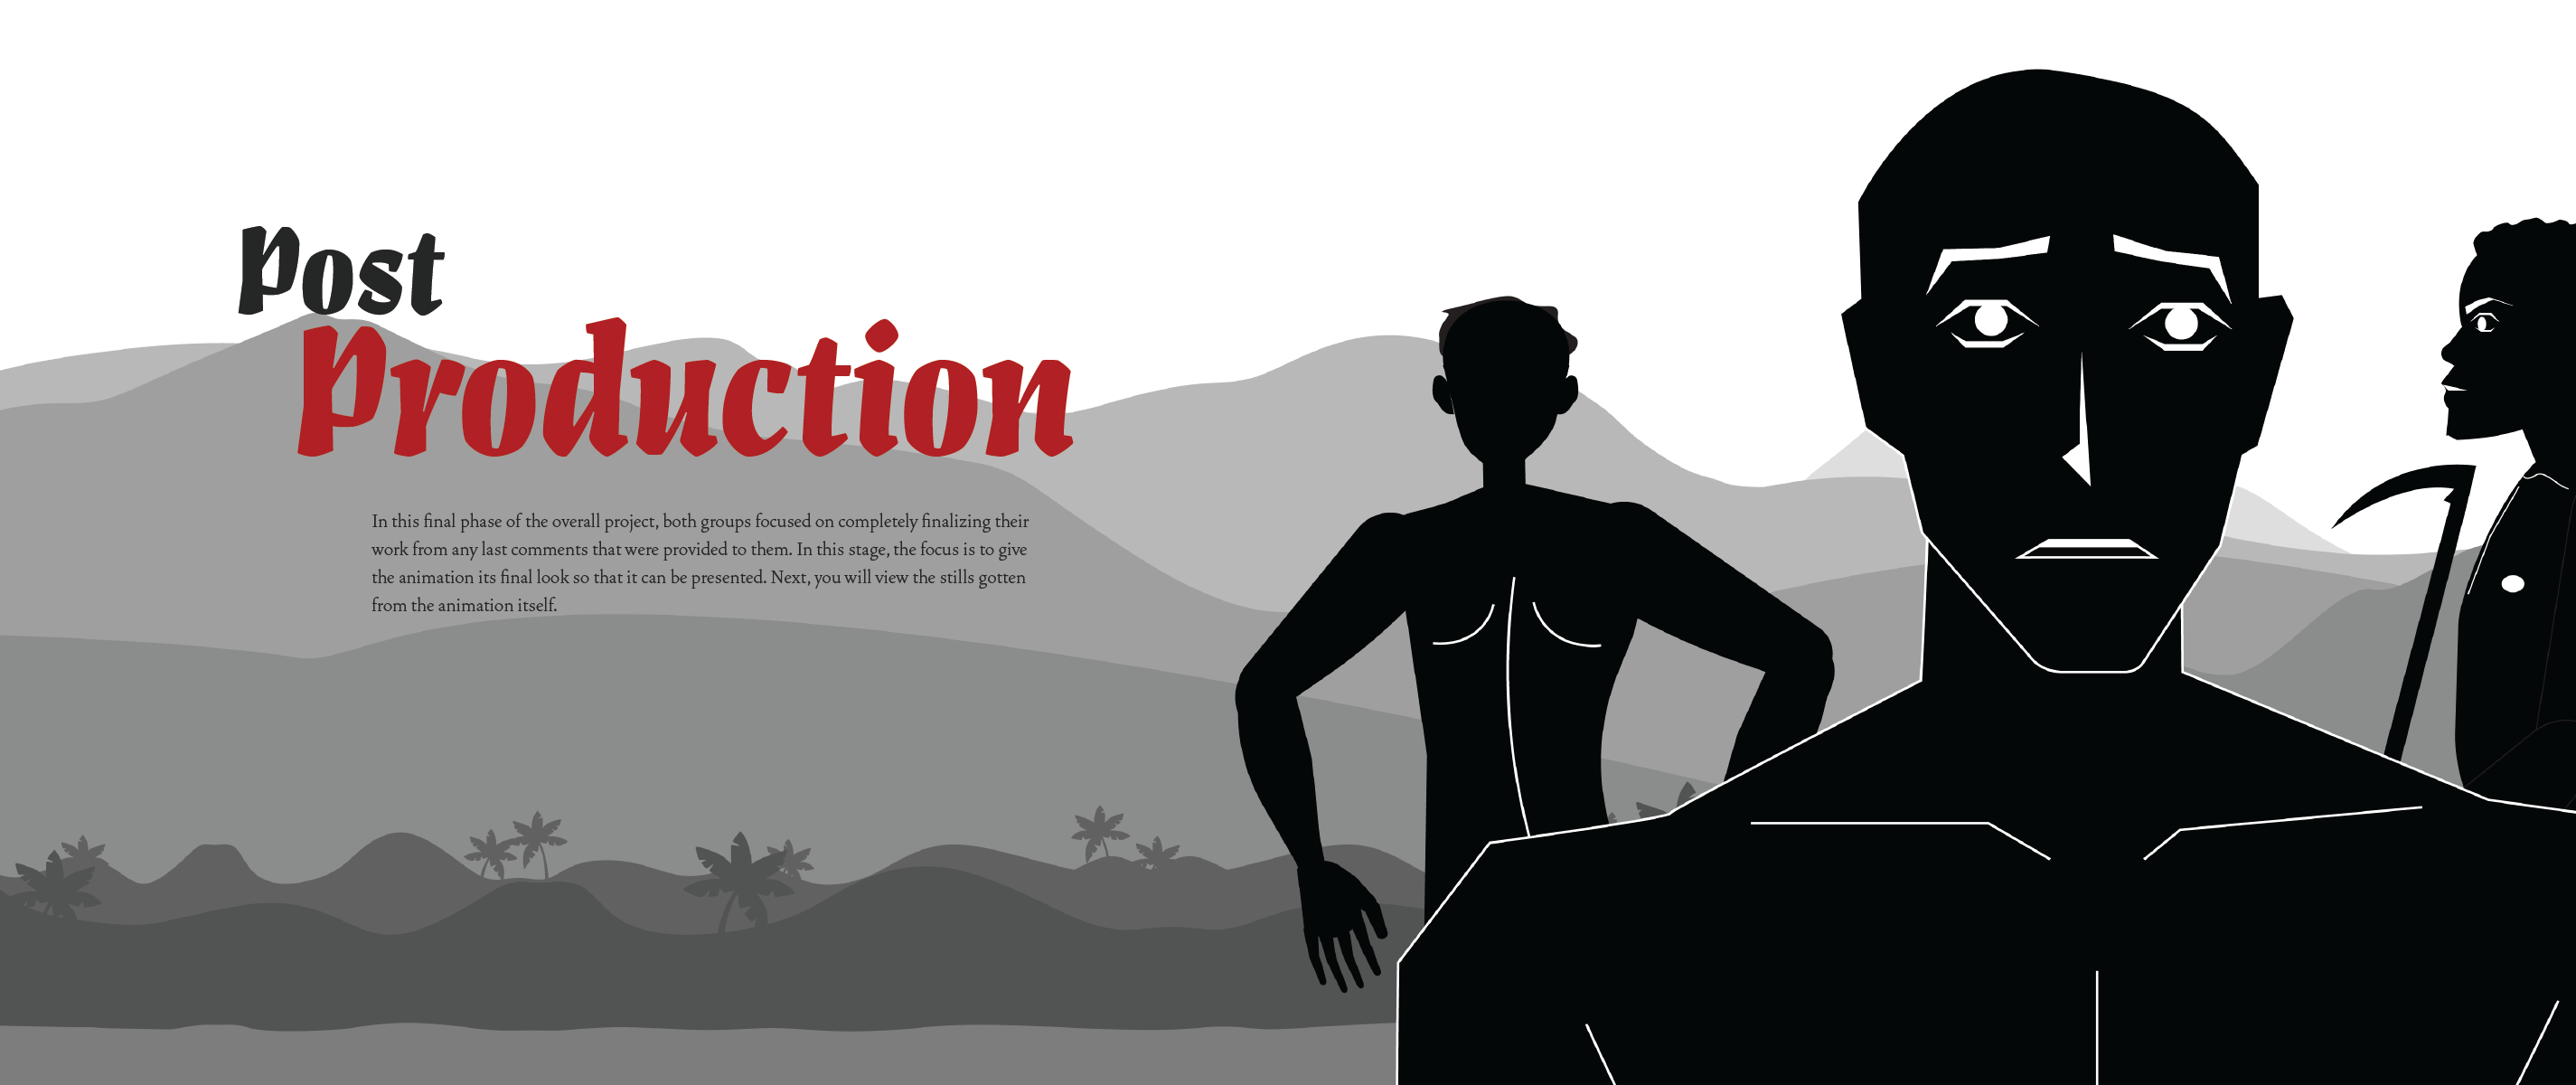 Post
Production
In this final phase of the overall project, both groups focused on completely finalizing their
work from any last comments that were provided to them. In this stage, the focus is to give
the animation its final look so that it can be presented. Next, you will view the stills gotten
from the animation itself.